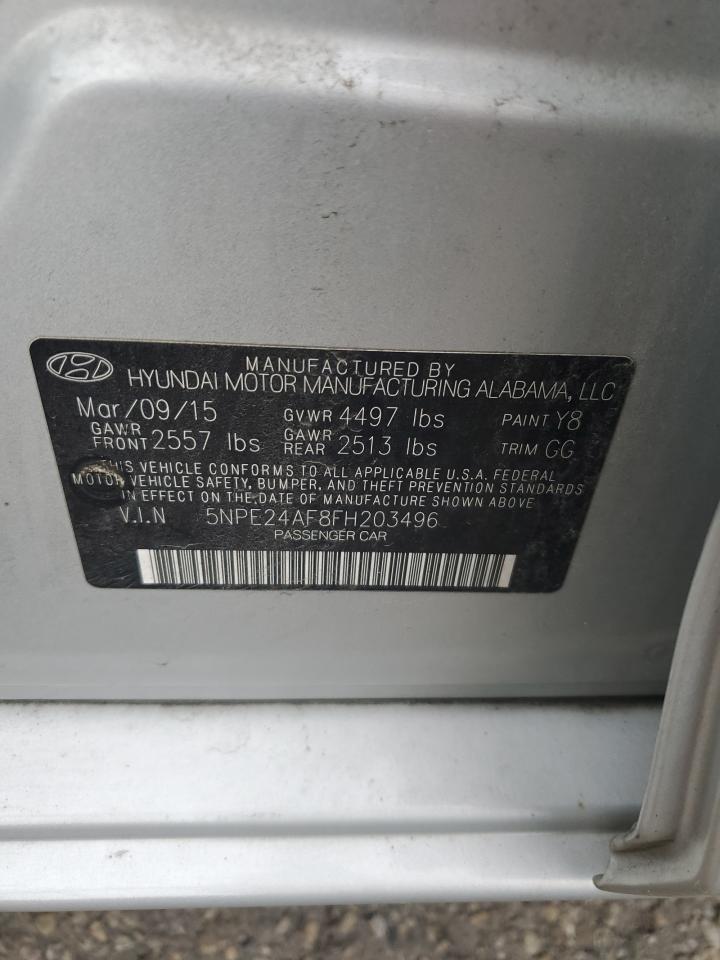 MANUFACTURED BY
HYUNDAI MOTOR MANUFACTURING ALABAMA, LLC
Mar/09/15 GVWR 4497 lbs PAINT Y8
GAWR FRONT 2557 lbs GAWR REAR 2513 lbs TRIM GG
THIS VEHICLE CONFORMS TO ALL APPLICABLE U.S.A. FEDERAL
MOTOR VEHICLE SAFETY, BUMPER, AND THEFT PREVENTION STANDARDS
IN EFFECT ON THE DATE OF MANUFACTURE SHOWN ABOVE
V.I.N 5NPE24AF8FH203496
PASSENGER CAR